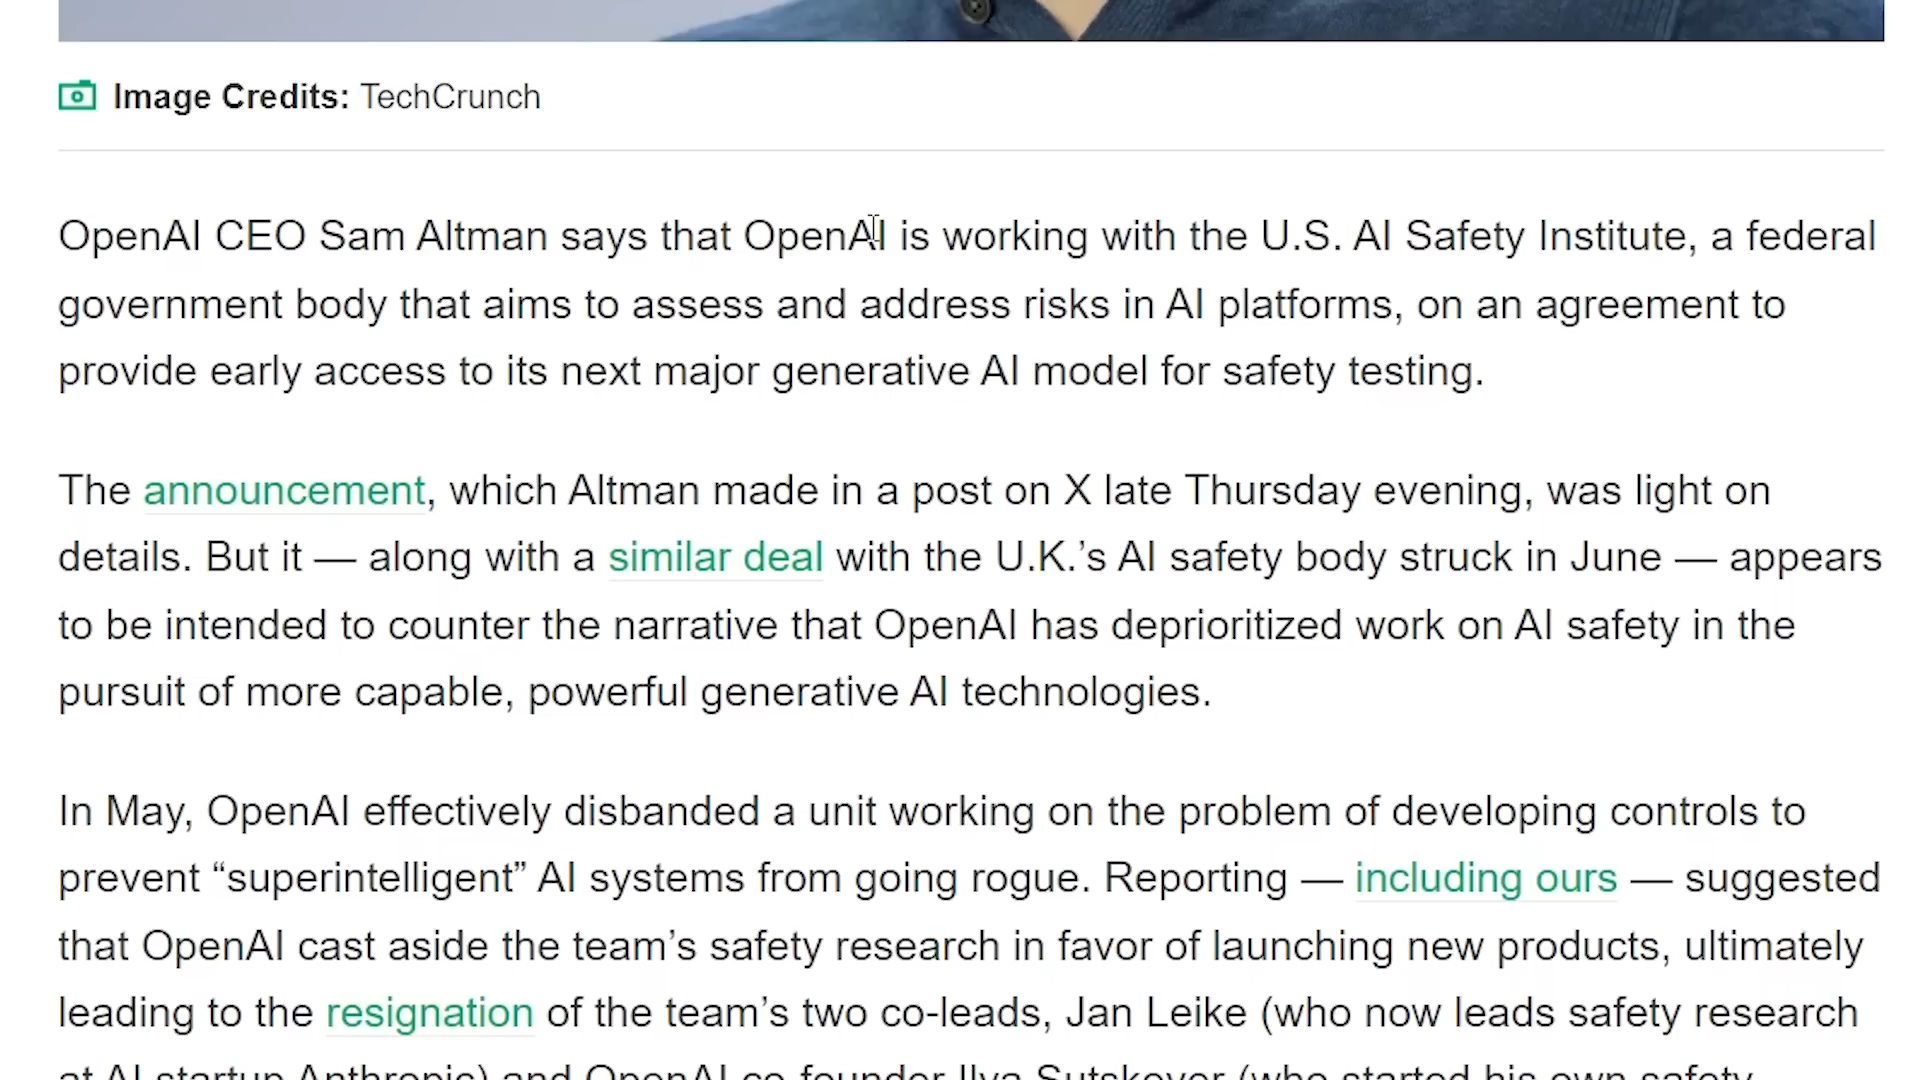 Image Credits: TechCrunch
OpenAI CEO Sam Altman says that OpenAI is working with the U.S. AI Safety Institute, a federal
government body that aims to assess and address risks in AI platforms, on an agreement to
provide early access to its next major generative AI model for safety testing.
The announcement, which Altman made in a post on X late Thursday evening, was light on
details. But it — along with a similar deal with the U.K.’s AI safety body struck in June — appears
to be intended to counter the narrative that OpenAI has deprioritized work on AI safety in the
pursuit of more capable, powerful generative AI technologies.
In May, OpenAI effectively disbanded a unit working on the problem of developing controls to
prevent “superintelligent” AI systems from going rogue. Reporting — including ours — suggested
that OpenAI cast aside the team’s safety research in favor of launching new products, ultimately
leading to the resignation of the team’s two co-leads, Jan Leike (who now leads safety research
at AI startup Anthropic) and OpenAI co-founder Ilya Sutskever (who started his own safety